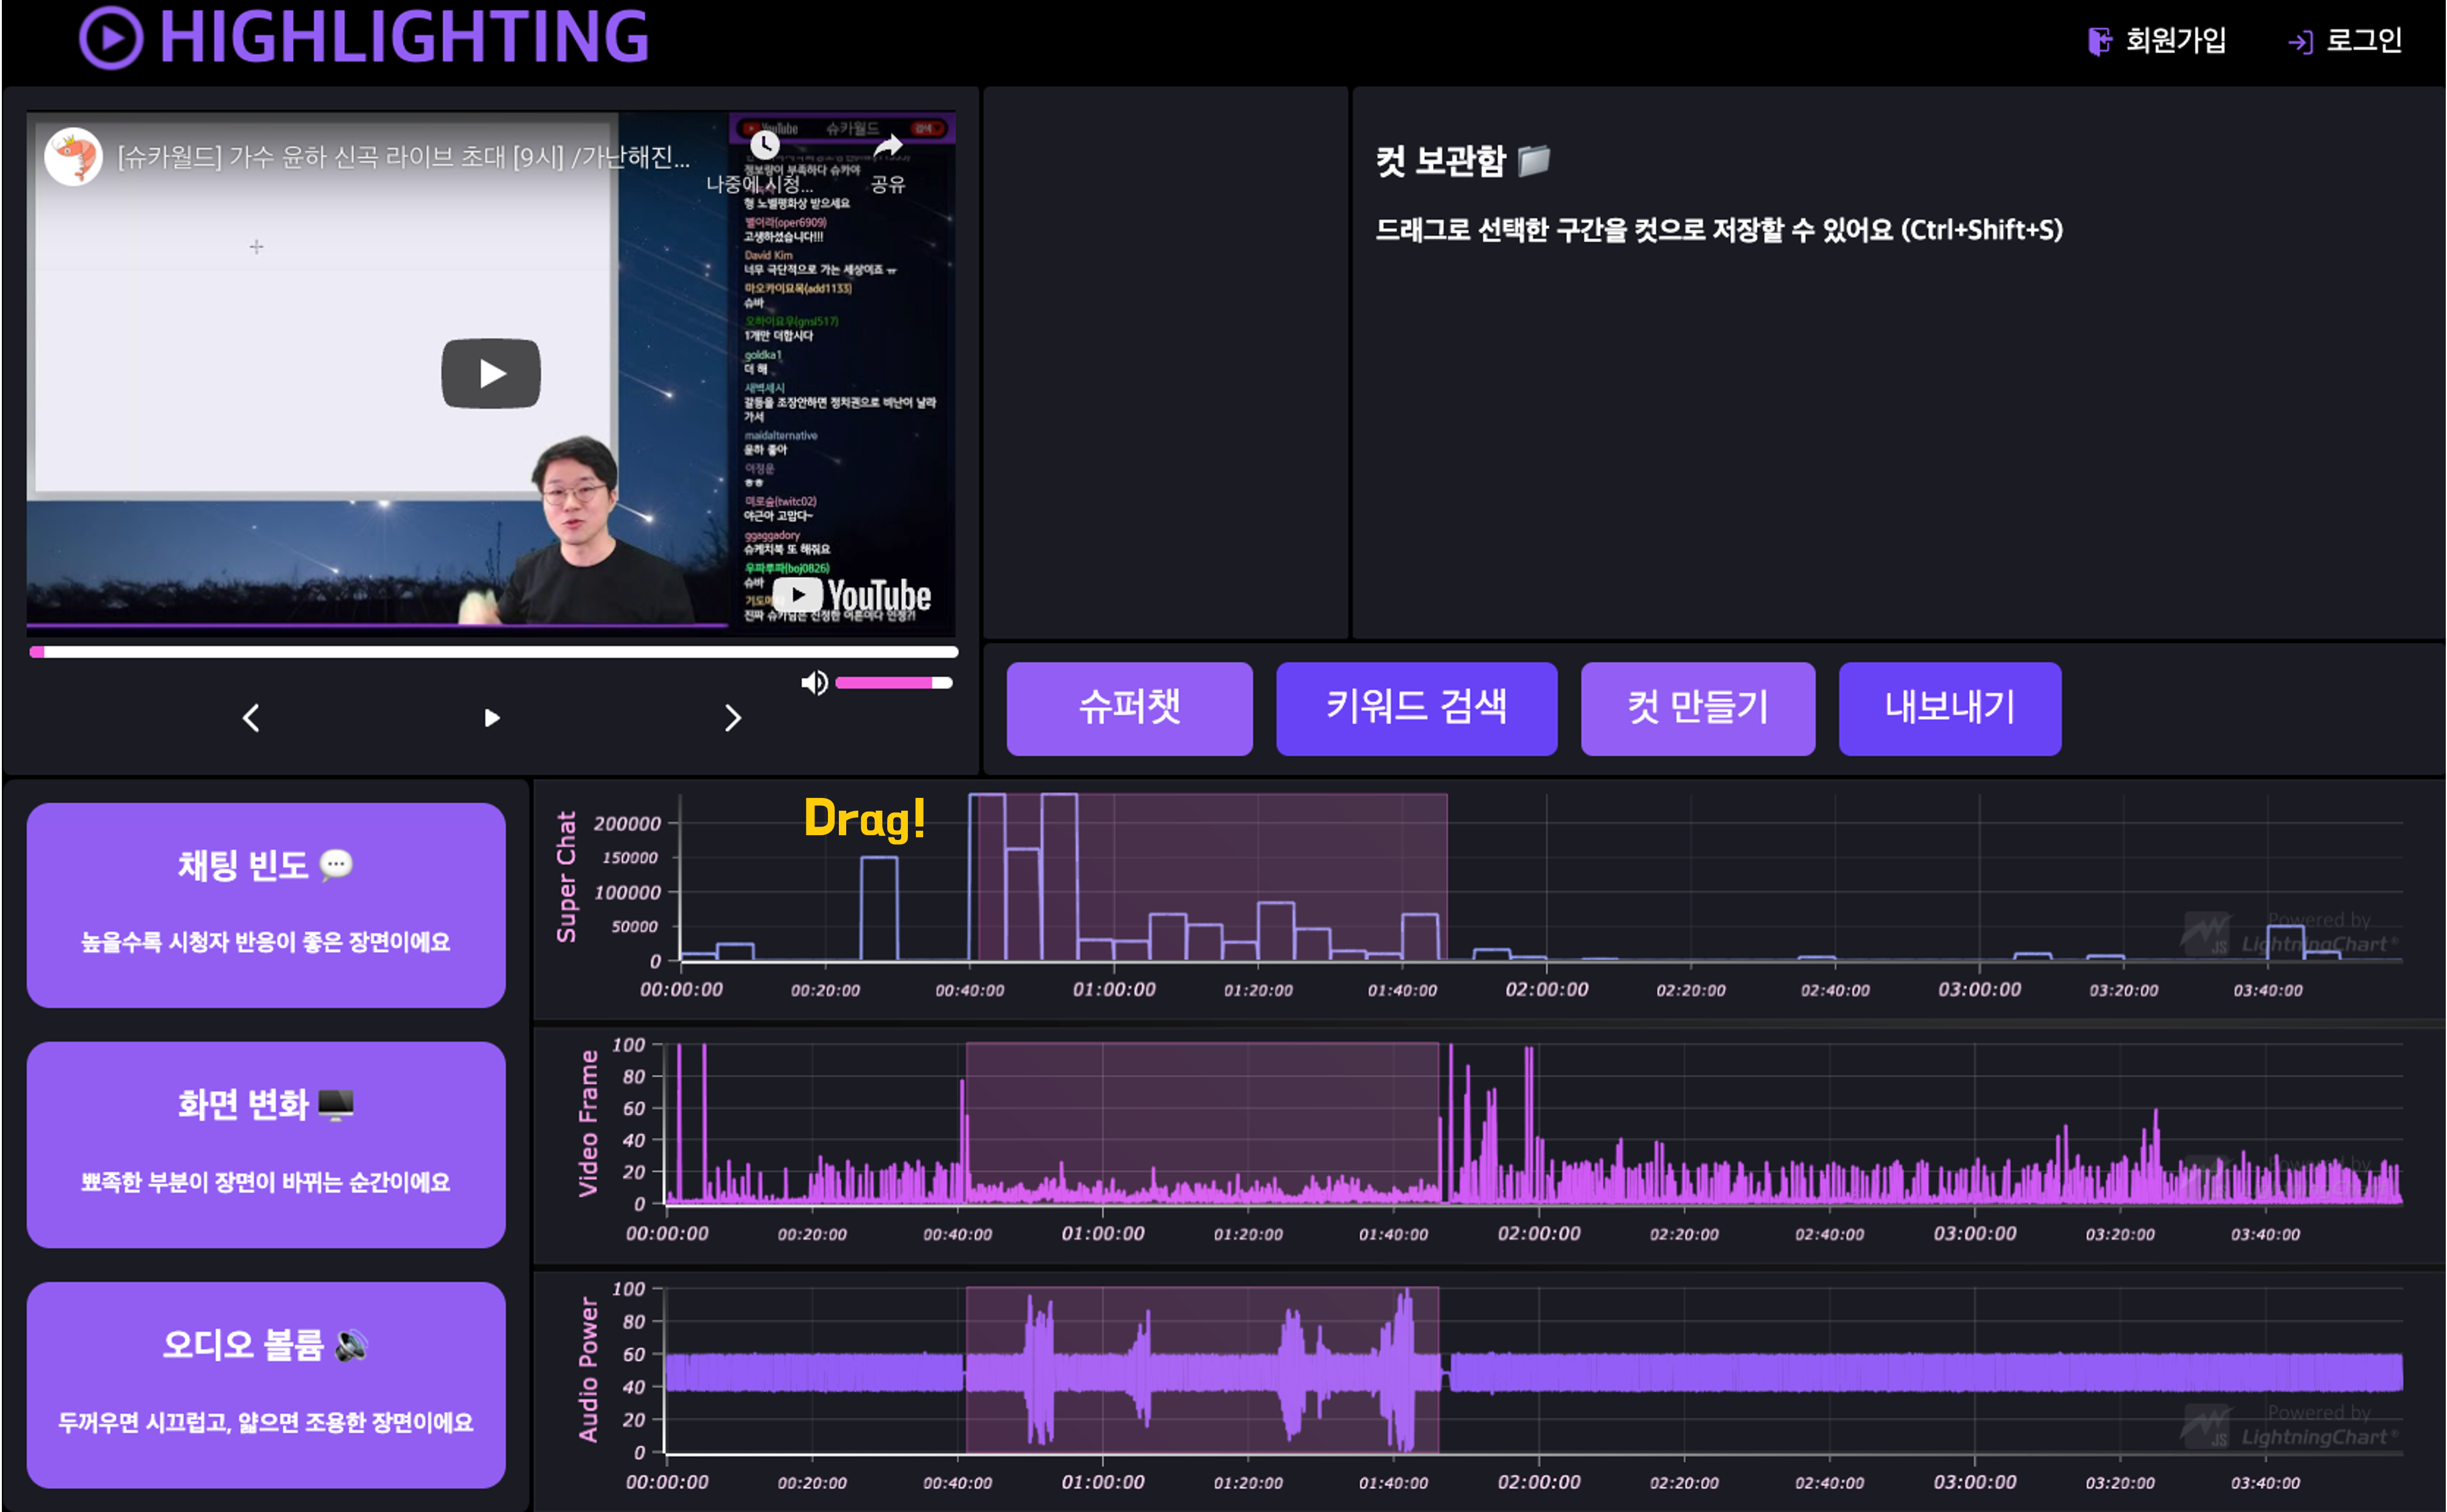 HIGHLIGHTING
회원가입
로그인
[슈카월드] 가수 윤하 신곡 라이브 초대 [9시] /가난해진...
YouTube 슈카월드 검색
나중에 시청...
공유
정보량이 부족하다 슈카야
형 노벨평화상 받으세요
별이라(oper6909)
고생하셨습니다!!!
David Kim
너무 극단적으로 가는 세상이죠 ㅠ
마오카이묘목(add1133)
슈바
오하이요우(gnsl517)
1개만 더합시다
goldka1
더 해
새벽세시
갈등을 조장안하면 정치권으로 비난이 날라
가서
maidalternative
윤하 좋아
이정운
ㅎㅎ
미로숲(twitc02)
야근아 고맙다~
ggaggadory
슈케치북 또 해줘요
우파루파(boj0826)
슈바
YouTube
진짜 슈카님은 진정한 어른이다 인정?!
컷 보관함
드래그로 선택한 구간을 컷으로 저장할 수 있어요 (Ctrl+Shift+S)
슈퍼챗
키워드 검색
컷 만들기
내보내기
채팅 빈도
높을수록 시청자 반응이 좋은 장면이에요
화면 변화
뾰족한 부분이 장면이 바뀌는 순간이에요
오디오 볼륨
두꺼우면 시끄럽고, 얇으면 조용한 장면이에요
Drag!
Super Chat
200000
150000
100000
50000
0
00:00:00 00:20:00 00:40:00 01:00:00 01:20:00 01:40:00 02:00:00 02:20:00 02:40:00 03:00:00 03:20:00 03:40:00
Powered by
JS LightningChart®
Video Frame
100
80
60
40
20
0
00:00:00 00:20:00 00:40:00 01:00:00 01:20:00 01:40:00 02:00:00 02:20:00 02:40:00 03:00:00 03:20:00 03:40:00
Audio Power
100
80
60
40
20
0
Powered by
JS LightningChart®
00:00:00 00:20:00 00:40:00 01:00:00 01:20:00 01:40:00 02:00:00 02:20:00 02:40:00 03:00:00 03:20:00 03:40:00